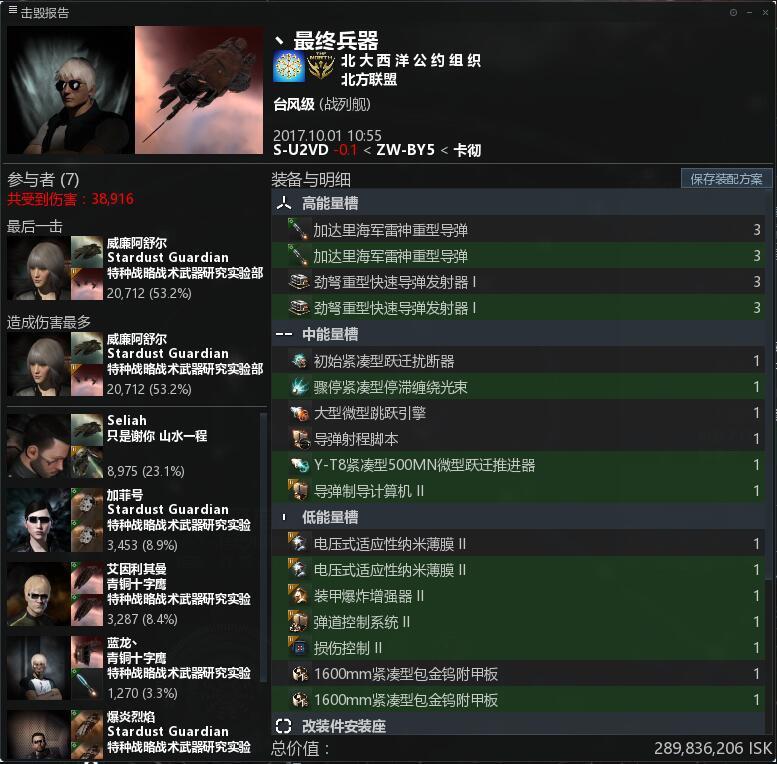 击毁报告
丶最终兵器
THE NORTH
北大西洋公约组织
北方联盟
台风级 (战列舰)
2017.10.01 10:55
S-U2VD -0.1 < ZW-BY5 < 卡彻
参与者 (7)
共受到伤害：38,916
最后一击
威廉阿舒尔
Stardust Guardian
特种战略战术武器研究实验部
20,712 (53.2%)
造成伤害最多
威廉阿舒尔
Stardust Guardian
特种战略战术武器研究实验部
20,712 (53.2%)
Seliah
只是谢你 山水一程
8,975 (23.1%)
加菲号
Stardust Guardian
特种战略战术武器研究实验
3,453 (8.9%)
艾因利其曼
青铜十字鹰
特种战略战术武器研究实验
3,287 (8.4%)
蓝龙丶
青铜十字鹰
特种战略战术武器研究实验
1,270 (3.3%)
爆炎烈焰
Stardust Guardian
特种战略战术武器研究实验
装备与明细
保存装配方案
高能量槽
加达里海军雷神重型导弹 3
加达里海军雷神重型导弹 3
劲弩重型快速导弹发射器 I 3
劲弩重型快速导弹发射器 I 3
中能量槽
初始紧凑型跃迁扰断器 1
骤停紧凑型停滞缠绕光束 1
大型微型跳跃引擎 1
导弹射程脚本 1
Y-T8紧凑型500MN微型跃迁推进器 1
导弹制导计算机 II 1
低能量槽
电压式适应性纳米薄膜 II 1
电压式适应性纳米薄膜 II 1
装甲爆炸增强器 II 1
弹道控制系统 II 1
损伤控制 II 1
1600mm紧凑型包金钨附甲板 1
1600mm紧凑型包金钨附甲板 1
改装件安装座
总价值： 289,836,206 ISK